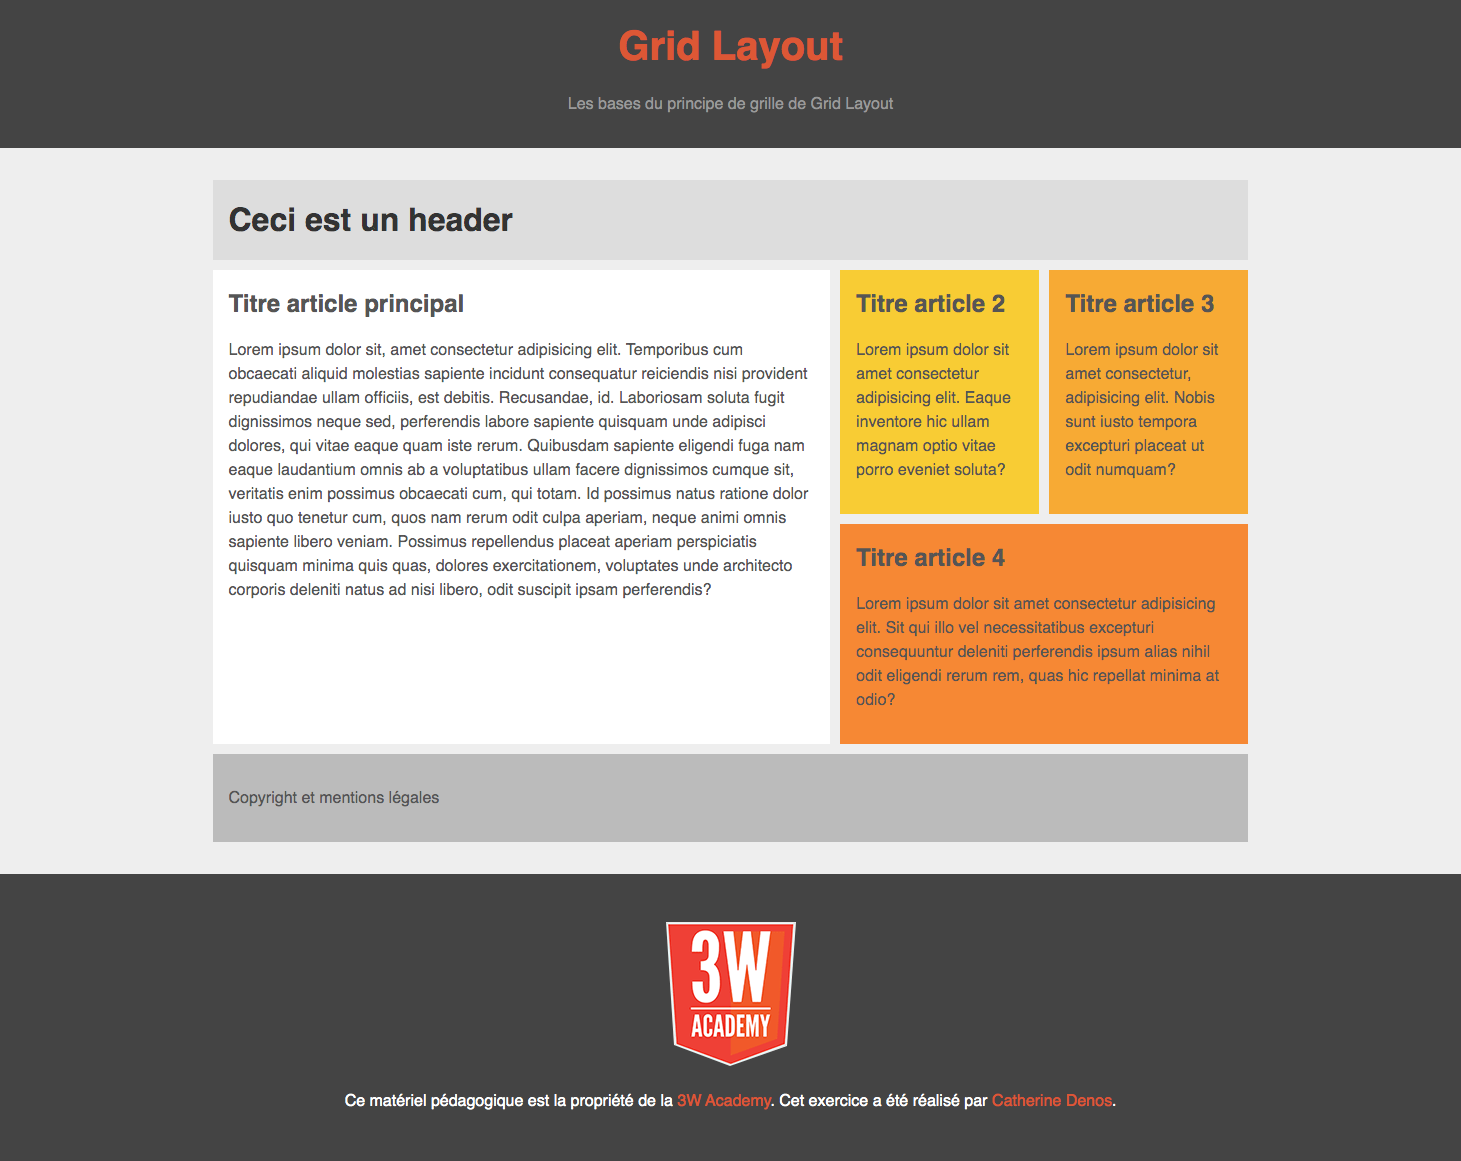 Grid Layout
Les bases du principe de grille de Grid Layout
Ceci est un header
Titre article principal
Lorem ipsum dolor sit, amet consectetur adipisicing elit. Temporibus cum
obcaecati aliquid molestias sapiente incidunt consequatur reiciendis nisi provident
repudiandae ullam officiis, est debitis. Recusandae, id. Laboriosam soluta fugit
dignissimos neque sed, perferendis labore sapiente quisquam unde adipisci
dolores, qui vitae eaque quam iste rerum. Quibusdam sapiente eligendi fuga nam
eaque laudantium omnis ab a voluptatibus ullam facere dignissimos cumque sit,
veritatis enim possimus obcaecati cum, qui totam. Id possimus natus ratione dolor
iusto quo tenetur cum, quos nam rerum odit culpa aperiam, neque animi omnis
sapiente libero veniam. Possimus repellendus placeat aperiam perspiciatis
quisquam minima quis quas, dolores exercitationem, voluptates unde architecto
corporis deleniti natus ad nisi libero, odit suscipit ipsam perferendis?
Titre article 2
Lorem ipsum dolor sit
amet consectetur
adipisicing elit. Eaque
inventore hic ullam
magnam optio vitae
porro eveniet soluta?
Titre article 3
Lorem ipsum dolor sit
amet consectetur,
adipisicing elit. Nobis
sunt iusto tempora
excepturi placeat ut
odit numquam?
Titre article 4
Lorem ipsum dolor sit amet consectetur adipisicing
elit. Sit qui illo vel necessitatibus excepturi
consequuntur deleniti perferendis ipsum alias nihil
odit eligendi rerum rem, quas hic repellat minima at
odio?
Copyright et mentions légales
3W
ACADEMY
Ce matériel pédagogique est la propriété de la 3W Academy. Cet exercice a été réalisé par Catherine Denos.